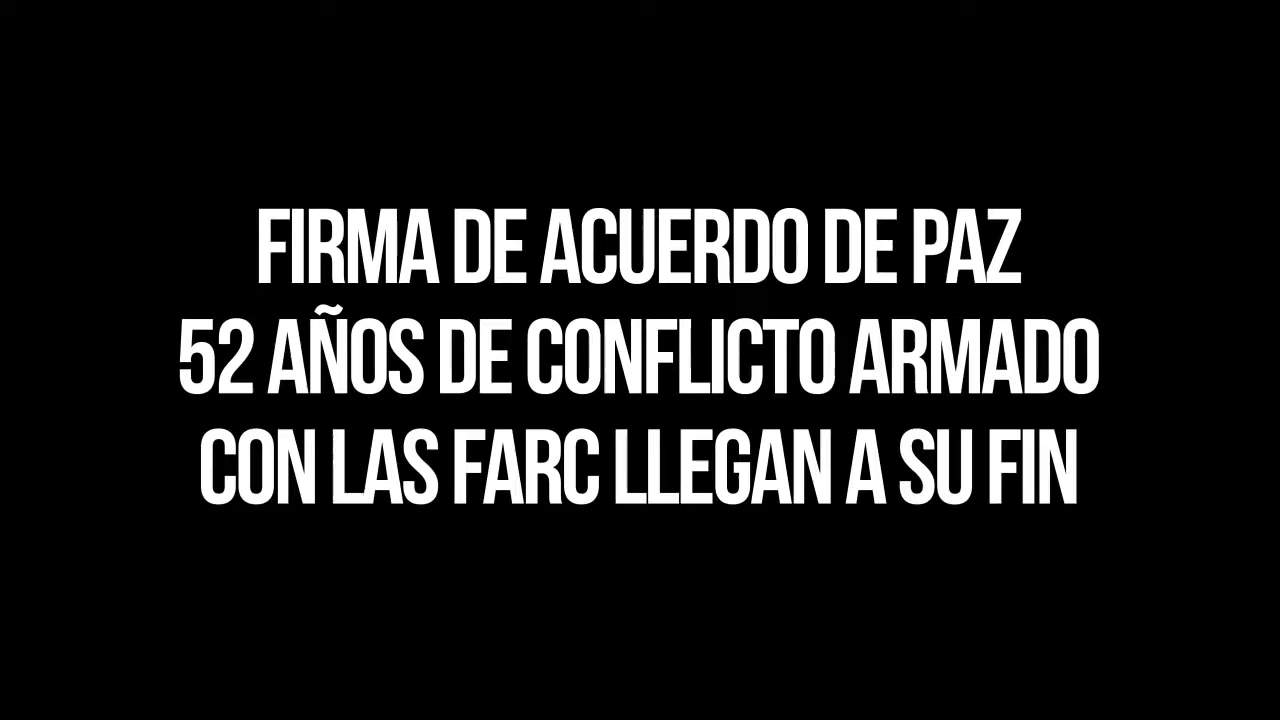 FIRMA DE ACUERDO DE PAZ
52 AÑOS DE CONFLICTO ARMADO
CON LAS FARC LLEGAN A SU FIN